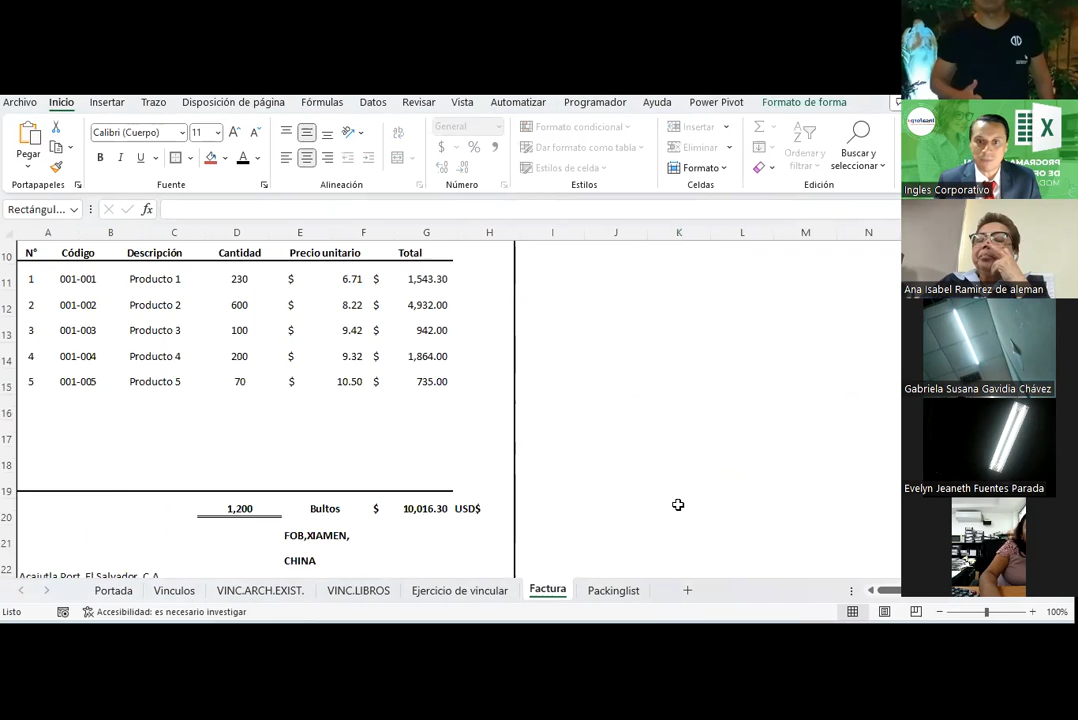 Archivo Inicio Insertar Trazo Disposición de página Fórmulas Datos Revisar Vista Automatizar Programador Ayuda Power Pivot Formato de forma
Pegar
Calibri (Cuerpo) 11
General
Formato condicional
Dar formato como tabla
Estilos de celda
Insertar
Eliminar
Formato
Ordenar y filtrar
Buscar y seleccionar
Portapapeles Fuente Alineación Número Estilos Celdas Edición
Rectángul... fx
A B C D E F G H I J K L M N
10 N° Código Descripción Cantidad Precio unitario Total
11 1 001-001 Producto 1 230 $ 6.71 $ 1,543.30
12 2 001-002 Producto 2 600 $ 8.22 $ 4,932.00
13 3 001-003 Producto 3 100 $ 9.42 $ 942.00
14 4 001-004 Producto 4 200 $ 9.32 $ 1,864.00
15 5 001-005 Producto 5 70 $ 10.50 $ 735.00
16
17
18
19
20 1,200 Bultos $ 10,016.30 USD$
21 FOB,XIAMEN,
22 CHINA
Acajutla Port, El Salvador, C.A
Portada Vinculos VINC.ARCH.EXIST. VINC.LIBROS Ejercicio de vincular Factura Packinglist
Listo Accesibilidad: es necesario investigar 100%
Ingles Corporativo
Ana Isabel Ramirez de aleman
Gabriela Susana Gavidia Chávez
Evelyn Jeaneth Fuentes Parada